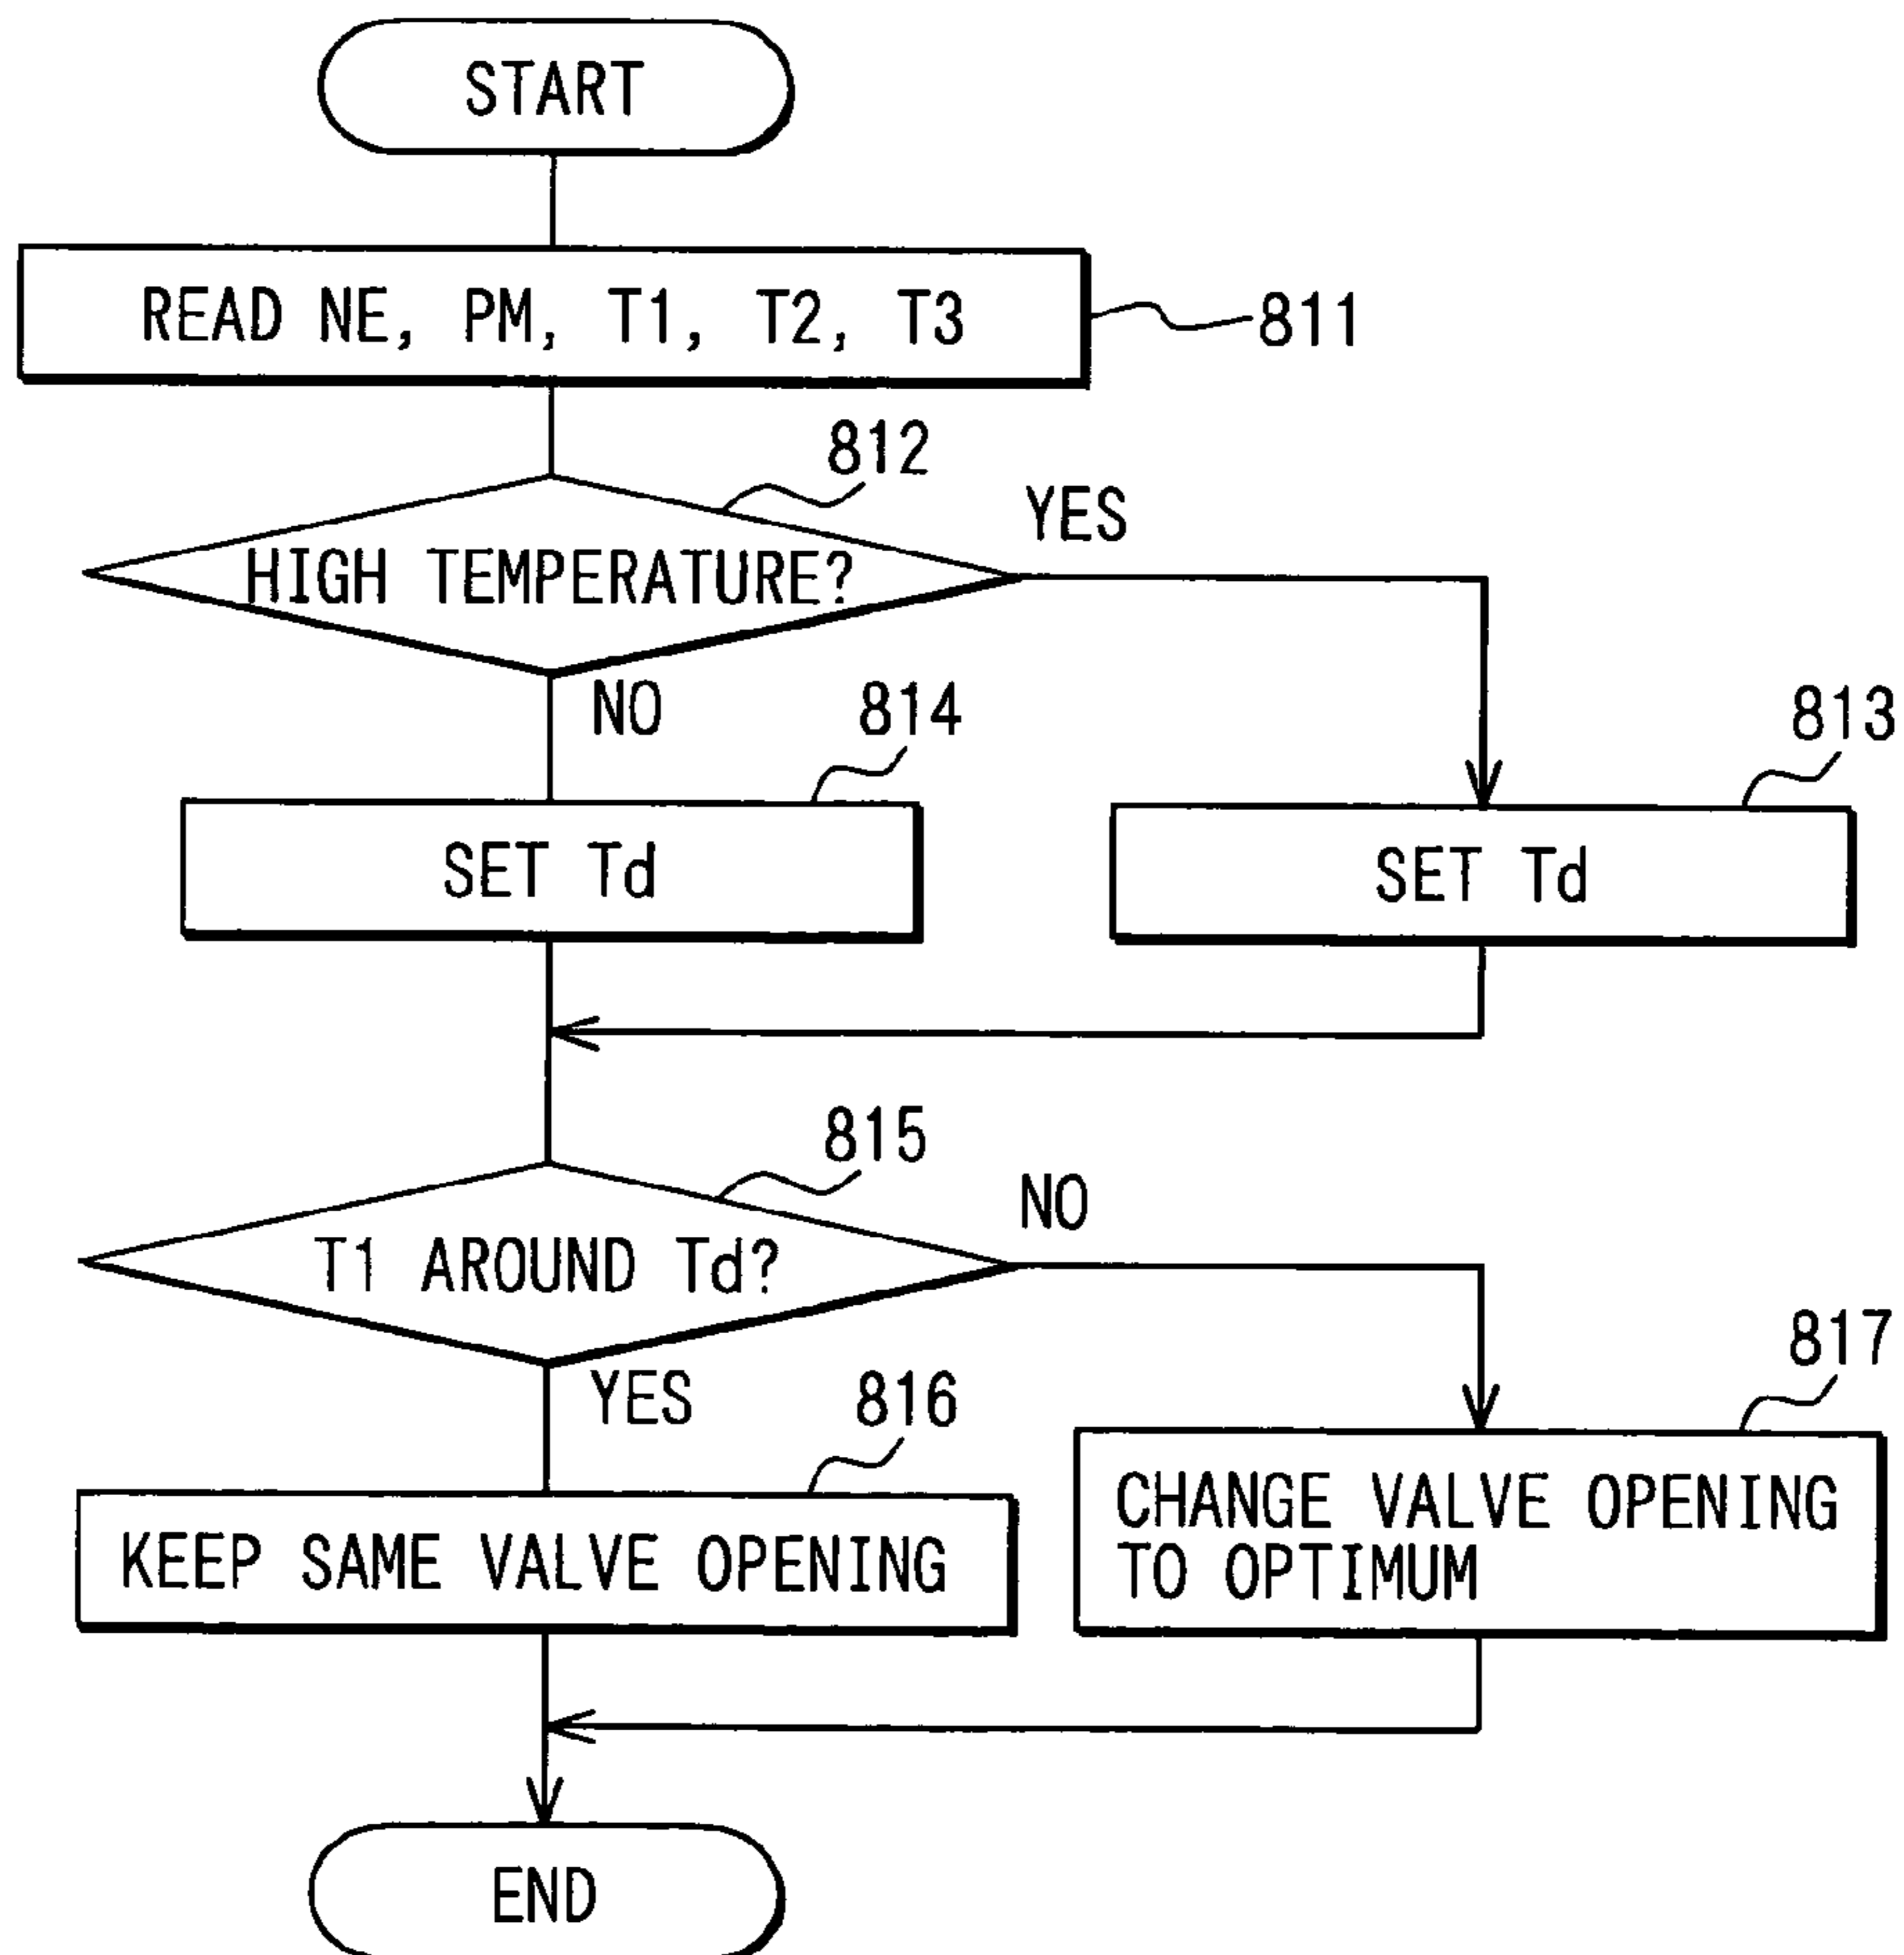 START
READ NE, PM, T1, T2, T3
811
812
HIGH TEMPERATURE?
YES
NO
814
813
SET Td
SET Td
815
T1 AROUND Td?
NO
YES
816
817
KEEP SAME VALVE OPENING
CHANGE VALVE OPENING
TO OPTIMUM
END